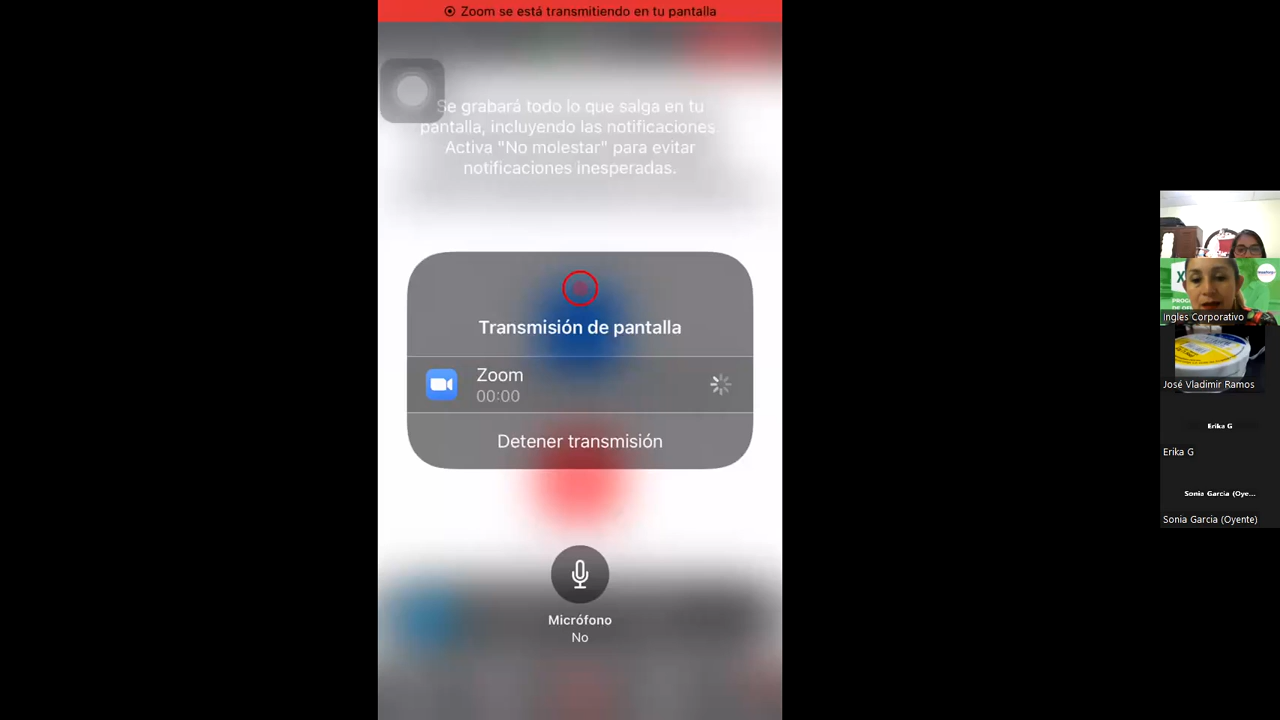 Zoom se está transmitiendo en tu pantalla
Se grabará todo lo que salga en tu
pantalla, incluyendo las notificaciones.
Activa "No molestar" para evitar
notificaciones inesperadas.
Transmisión de pantalla
Zoom
00:00
Detener transmisión
Micrófono
No
Ingles Corporativo
José Vladimir Ramos
Erika G
Erika G
Sonia Garcia (Oye...
Sonia Garcia (Oyente)